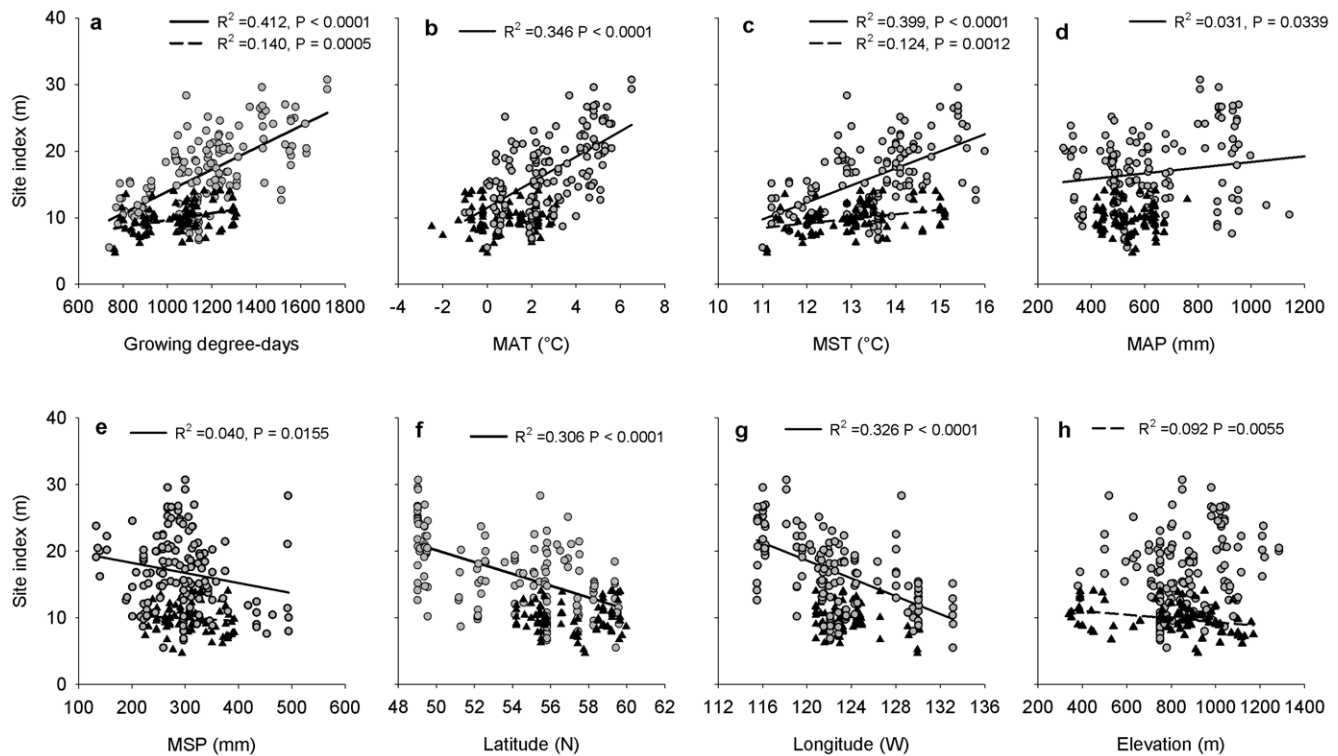 a
R² =0.412, P < 0.0001
R² =0.140, P = 0.0005
b
R² =0.346 P < 0.0001
c
R² =0.399, P < 0.0001
R² =0.124, P = 0.0012
d
R² =0.031, P = 0.0339
Site index (m)
40
30
20
10
0
600 800 1000 1200 1400 1600 1800
-4 -2 0 2 4 6 8
10 11 12 13 14 15 16
200 400 600 800 1000 1200
Growing degree-days
MAT (°C)
MST (°C)
MAP (mm)
e
R² =0.040, P = 0.0155
f
R² =0.306 P < 0.0001
g
R² =0.326 P < 0.0001
h
R² =0.092 P =0.0055
Site index (m)
40
30
20
10
0
100 200 300 400 500 600
48 50 52 54 56 58 60 62
112 116 120 124 128 132 136
200 400 600 800 1000 1200 1400
MSP (mm)
Latitude (N)
Longitude (W)
Elevation (m)